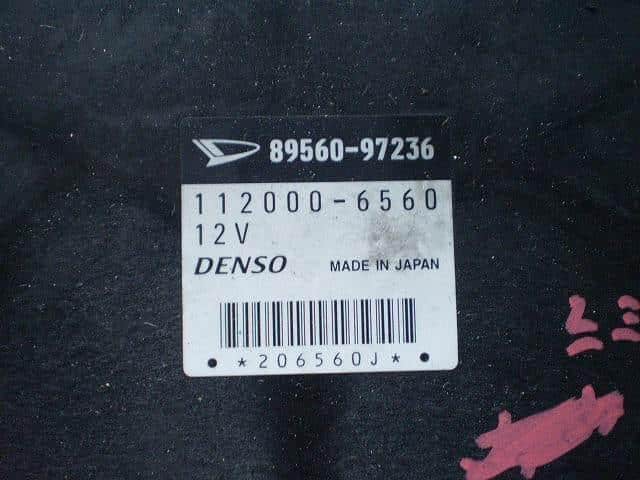 89560-97236
112000-6560
12V
DENSO MADE IN JAPAN
*206560J*